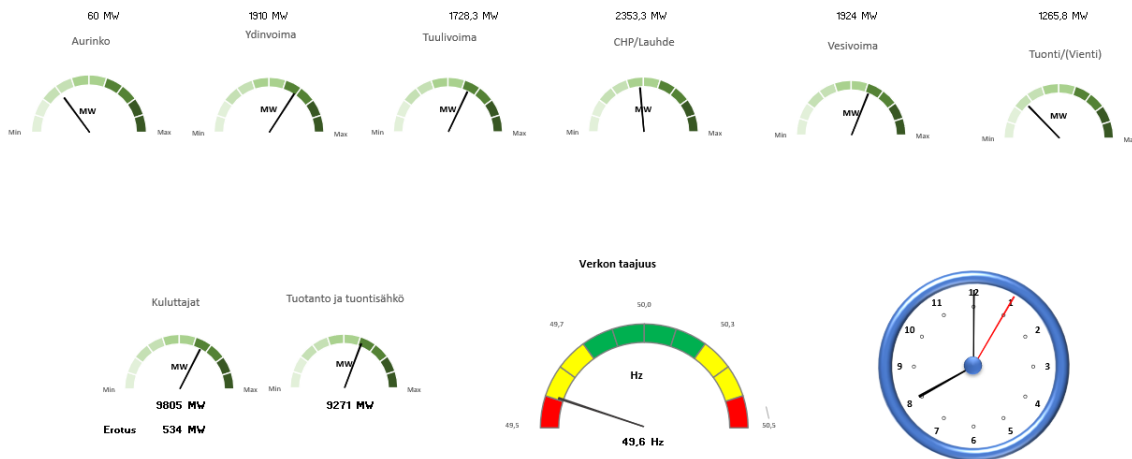 60 MW
1910 MW
1728,3 MW
2353,3 MW
1924 MW
1265,8 MW
Aurinko
Ydinvoima
Tuulivoima
CHP/Lauhde
Vesivoima
Tuonti/(Vienti)
MW
MW
MW
MW
MW
MW
Min
Max
Min
Max
Min
Max
Min
Max
Min
Max
Min
Kuluttajat
Tuotanto ja tuontisähkö
MW
MW
Min
Max
Min
Max
9805 MW
9271 MW
Erotus 534 MW
Verkon taajuus
50,0
49,7
50,3
Hz
49,5
50,5
49,6 Hz
12
1
2
3
4
5
6
7
8
9
10
11